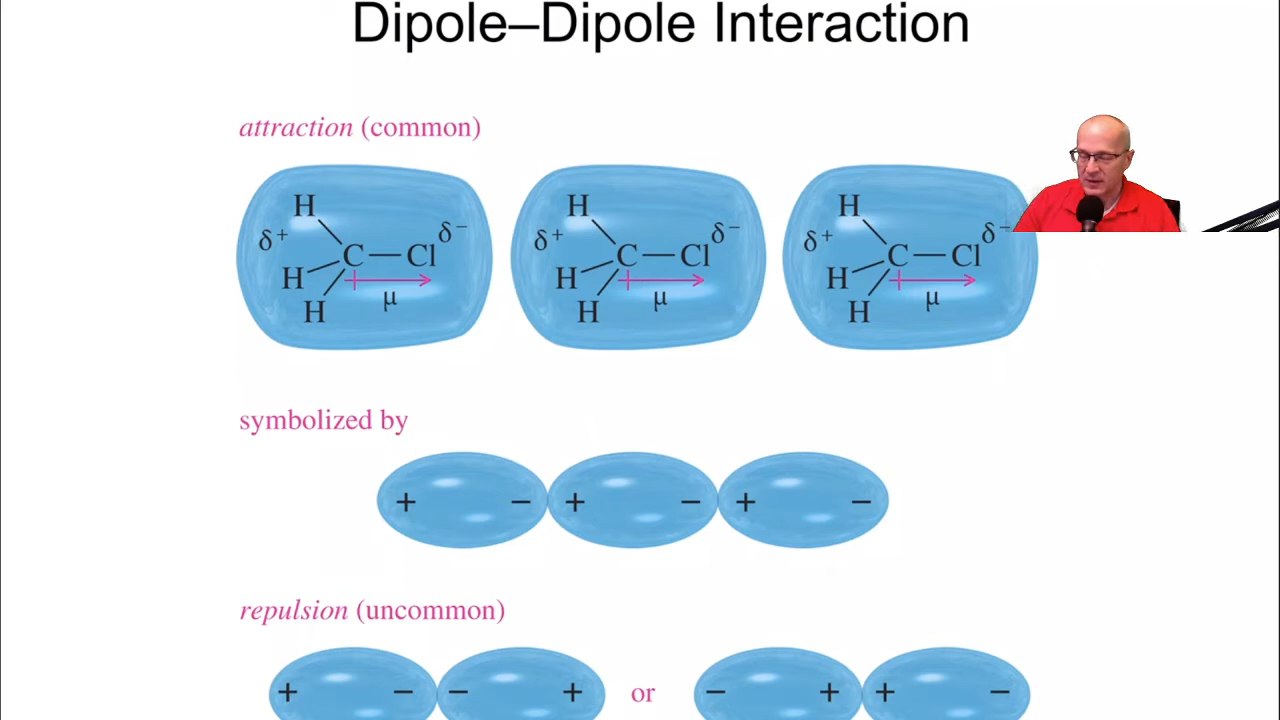 Dipole–Dipole Interaction
attraction (common)
H H H
δ+ δ− δ+ δ− δ+ δ−
C — Cl C — Cl C — Cl
H H H
μ μ μ
H H H
symbolized by
+ − + − + −
repulsion (uncommon)
+ − − + or − + + −